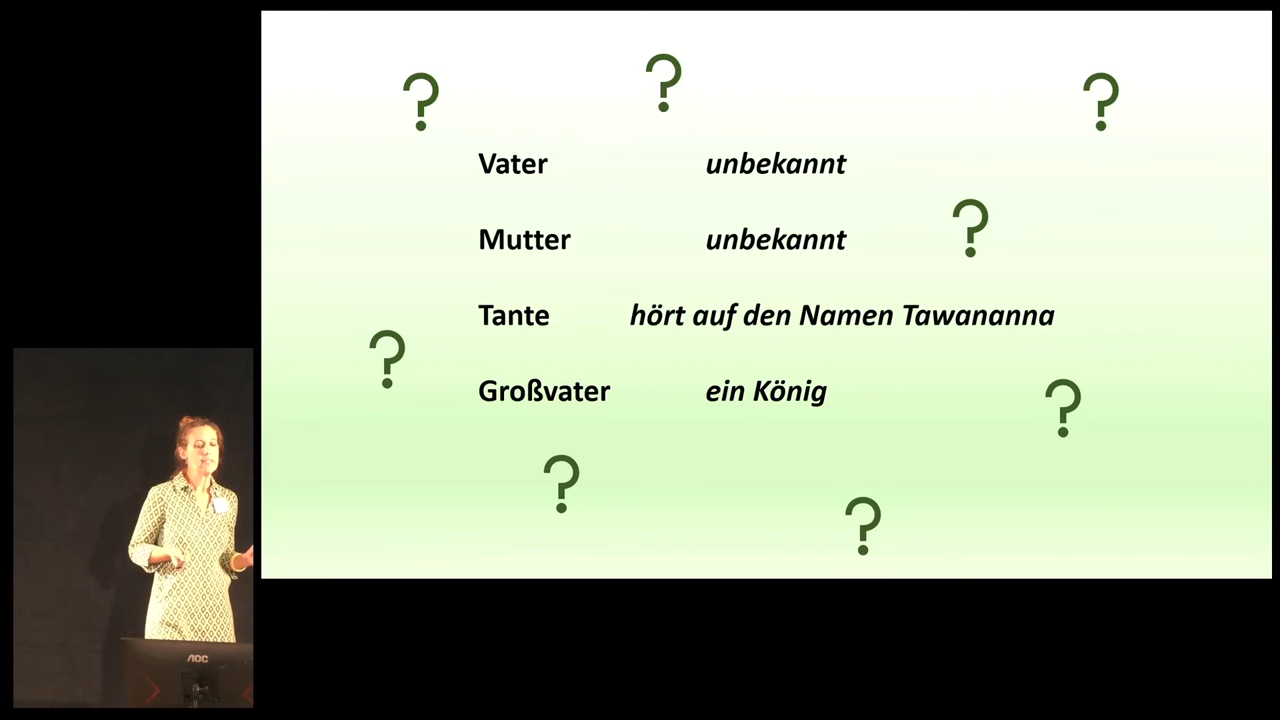 ? ? ?
Vater unbekannt
Mutter unbekannt ?
Tante hört auf den Namen Tawananna
?
Großvater ein König ?
?
?
AOC